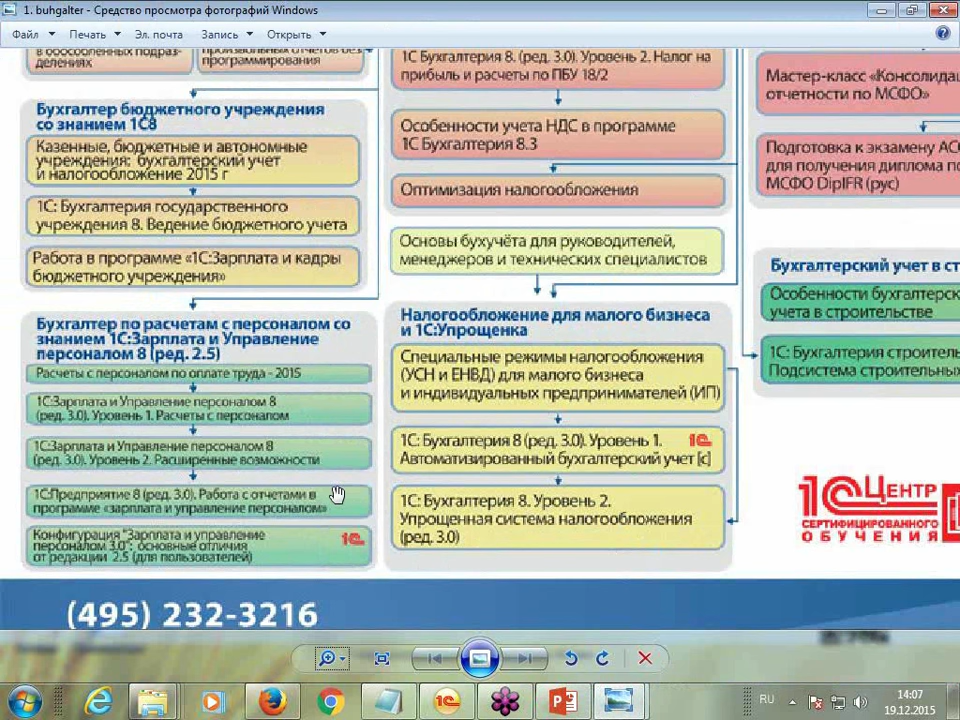 1. buhgalter - Средство просмотра фотографий Windows
Файл
Печать
Эл. почта
Запись
Открыть
в обособленных подраз-
делениях
произвольных отчетов без
программирования
Бухгалтер бюджетного учреждения
со знанием 1С8
Казенные, бюджетные и автономные
учреждения: бухгалтерский учет
и налогообложение 2015 г
1С: Бухгалтерия государственного
учреждения 8. Ведение бюджетного учета
Работа в программе «1С:Зарплата и кадры
бюджетного учреждения»
Бухгалтер по расчетам с персоналом со
знанием 1С:Зарплата и Управление
персоналом 8 (ред. 2.5)
Расчеты с персоналом по оплате труда - 2015
1С:Зарплата и Управление персоналом 8
(ред. 3.0). Уровень 1. Расчеты с персоналом
1С:Зарплата и Управление персоналом 8
(ред. 3.0). Уровень 2. Расширенные возможности
1С:Предприятие 8 (ред. 3.0). Работа с отчетами в
программе «зарплата и управление персоналом»
Конфигурация "Зарплата и управление
персоналом 3.0": основные отличия
от редакции 2.5 (для пользователей)
1С
1С Бухгалтерия 8. (ред. 3.0). Уровень 2. Налог на
прибыль и расчеты по ПБУ 18/2
Особенности учета НДС в программе
1С Бухгалтерия 8.3
Оптимизация налогообложения
Основы бухучёта для руководителей,
менеджеров и технических специалистов
Налогообложение для малого бизнеса
и 1С:Упрощенка
Специальные режимы налогообложения
(УСН и ЕНВД) для малого бизнеса
и индивидуальных предпринимателей (ИП)
1С: Бухгалтерия 8 (ред. 3.0). Уровень 1.
Автоматизированный бухгалтерский учет [с]
1С
1С: Бухгалтерия 8. Уровень 2.
Упрощенная система налогообложения
(ред. 3.0)
Мастер-класс «Консолидац
отчетности по МСФО»
Подготовка к экзамену АС
для получения диплома по
МСФО DipIFR (рус)
Бухгалтерский учет в ст
Особенности бухгалтерск
учета в строительстве
1С: Бухгалтерия строитель
Подсистема строительных
1С ЦЕНТР
СЕРТИФИЦИРОВАННОГО
ОБУЧЕНИЯ
(495) 232-3216
RU
14:07
19.12.2015